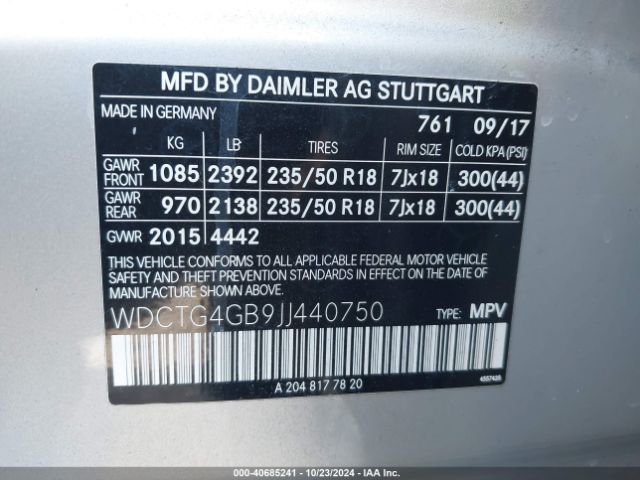 MFD BY DAIMLER AG STUTTGART
MADE IN GERMANY 761 09/17
KG LB TIRES RIM SIZE COLD KPA(PSI)
GAWR FRONT 1085 2392 235/50 R18 7Jx18 300(44)
GAWR REAR 970 2138 235/50 R18 7Jx18 300(44)
GVWR 2015 4442
THIS VEHICLE CONFORMS TO ALL APPLICABLE FEDERAL MOTOR VEHICLE
SAFETY AND THEFT PREVENTION STANDARDS IN EFFECT ON THE DATE
OF MANUFACTURE SHOWN ABOVE.
WDCTG4GB9JJ440750 TYPE: MPV
A 204 817 78 20
000-40685241 - 10/23/2024 - IAA Inc.